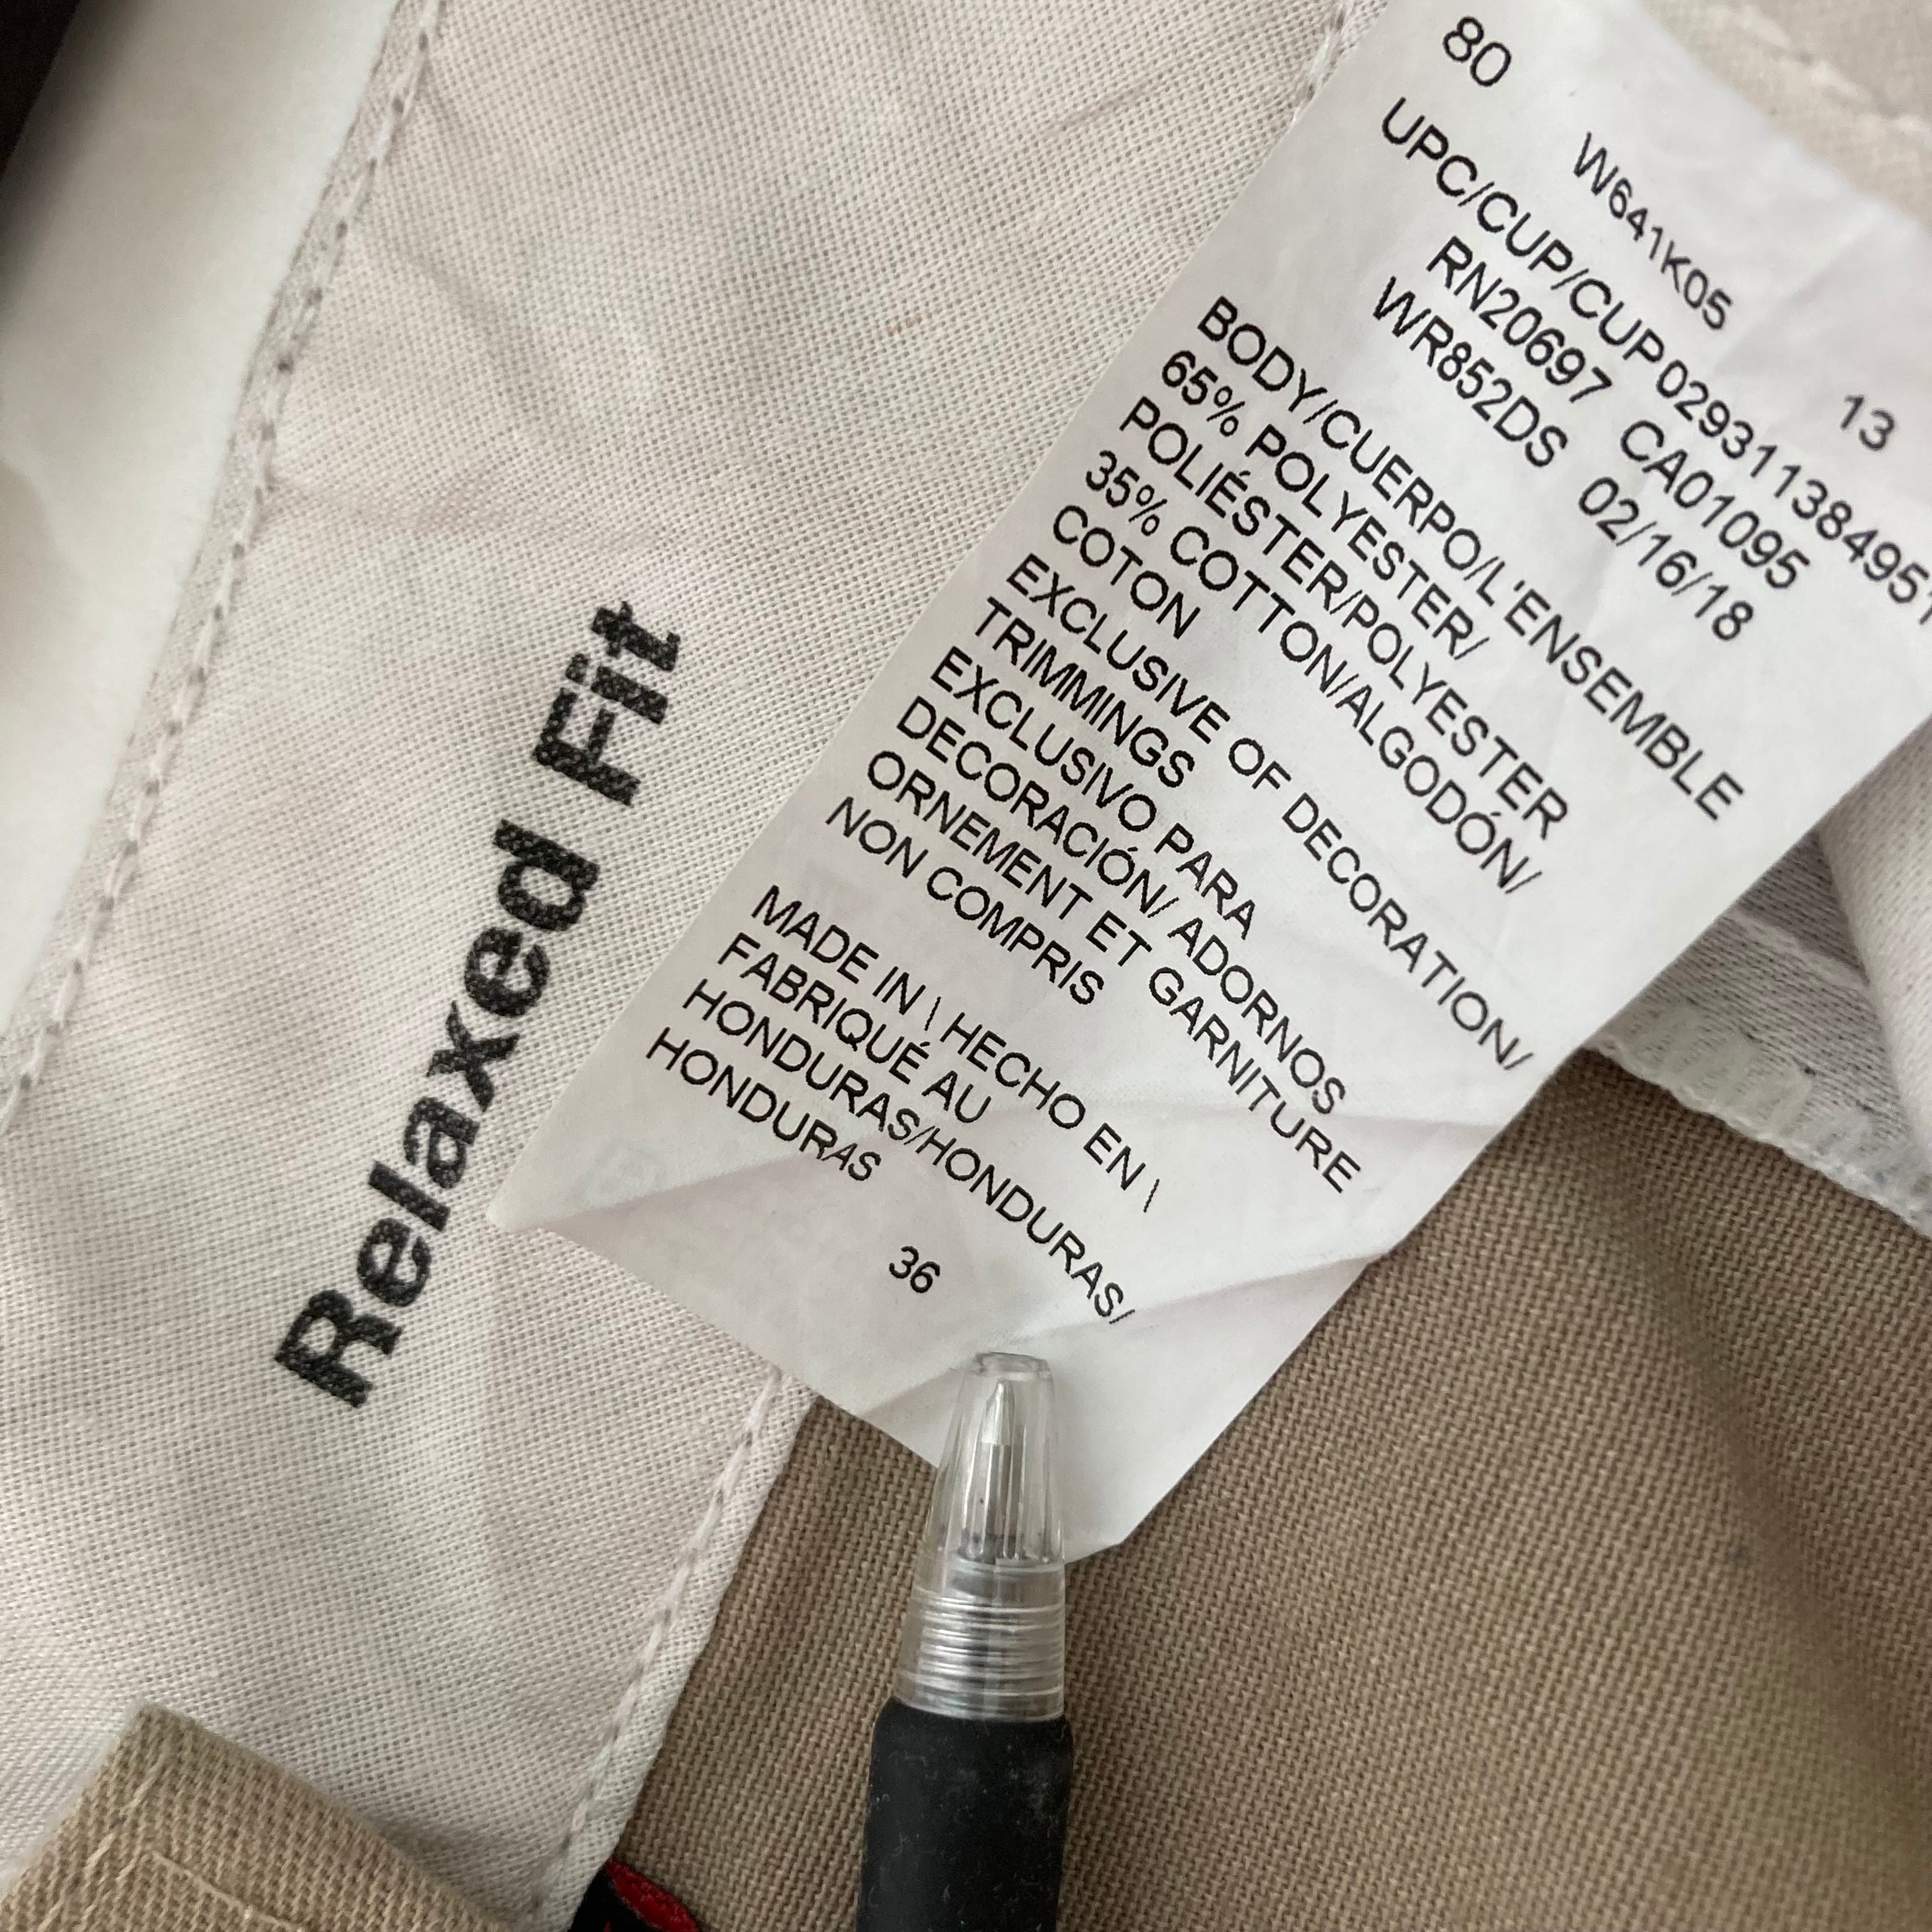 Relaxed Fit
80 W641K05 13
UPC/CUP/CUP 029311384951
RN20697 CA01095
WR852DS 02/16/18
BODY/CUERPO/L'ENSEMBLE
65% POLYESTER/
POLIÉSTER/POLYESTER
35% COTTON/ALGODÓN/
COTON
EXCLUSIVE OF DECORATION/
TRIMMINGS
EXCLUSIVO PARA
DECORACIÓN/ ADORNOS
ORNEMENT ET GARNITURE
NON COMPRIS
MADE IN \ HECHO EN \
FABRIQUÉ AU
HONDURAS/HONDURAS/
HONDURAS
36